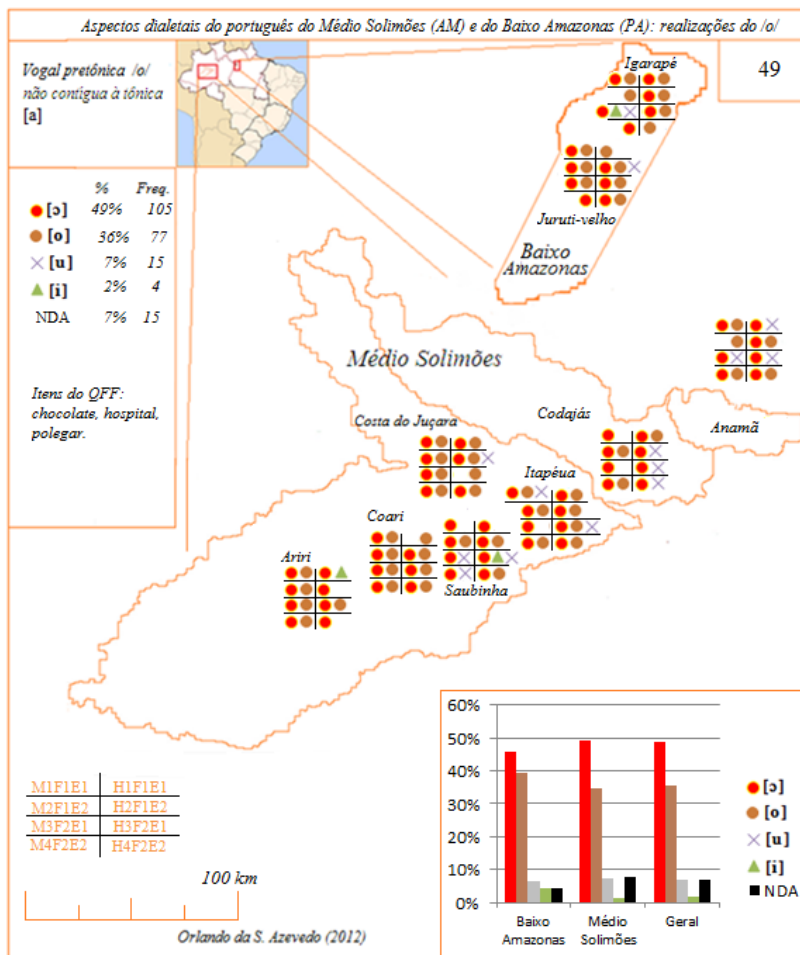 Aspectos dialetais do português do Médio Solimões (AM) e do Baixo Amazonas (PA): realizações do /o/
Vogal pretônica /o/
não contígua à tônica
[a]
49
% Freq.
[ɔ] 49% 105
[o] 36% 77
[u] 7% 15
[i] 2% 4
NDA 7% 15
Itens do QFF:
chocolate, hospital,
polegar.
Igarapé
Juruti-velho
Baixo
Amazonas
Médio Solimões
Costa do Juçara
Codajás
Anamã
Itapéua
Coari
Saubinha
Ariri
M1F1E1 H1F1E1
M2F1E2 H2F1E2
M3F2E1 H3F2E1
M4F2E2 H4F2E2
100 km
Orlando da S. Azevedo (2012)
60%
50%
40%
30%
20%
10%
0%
Baixo
Amazonas
Médio
Solimões
Geral
[ɔ]
[o]
[u]
[i]
NDA